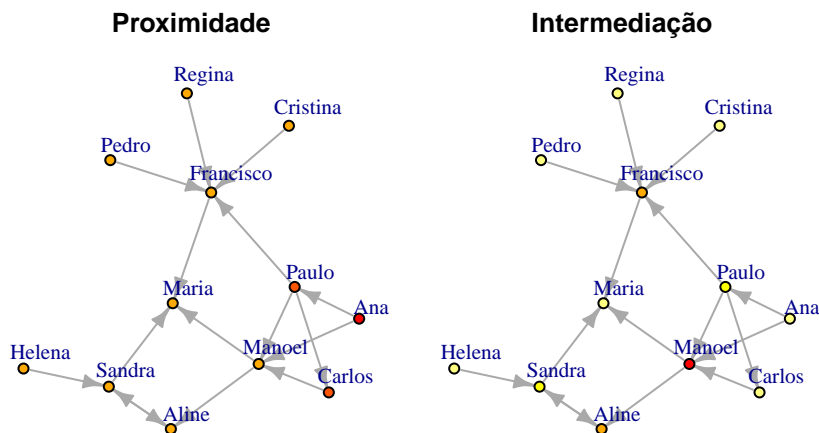 Proximidade
Regina
Cristina
Pedro
Francisco
Paulo
Maria
Ana
Manoel
Helena
Sandra
Carlos
Aline
Intermediação
Regina
Cristina
Pedro
Francisco
Paulo
Maria
Ana
Manoel
Helena
Sandra
Carlos
Aline